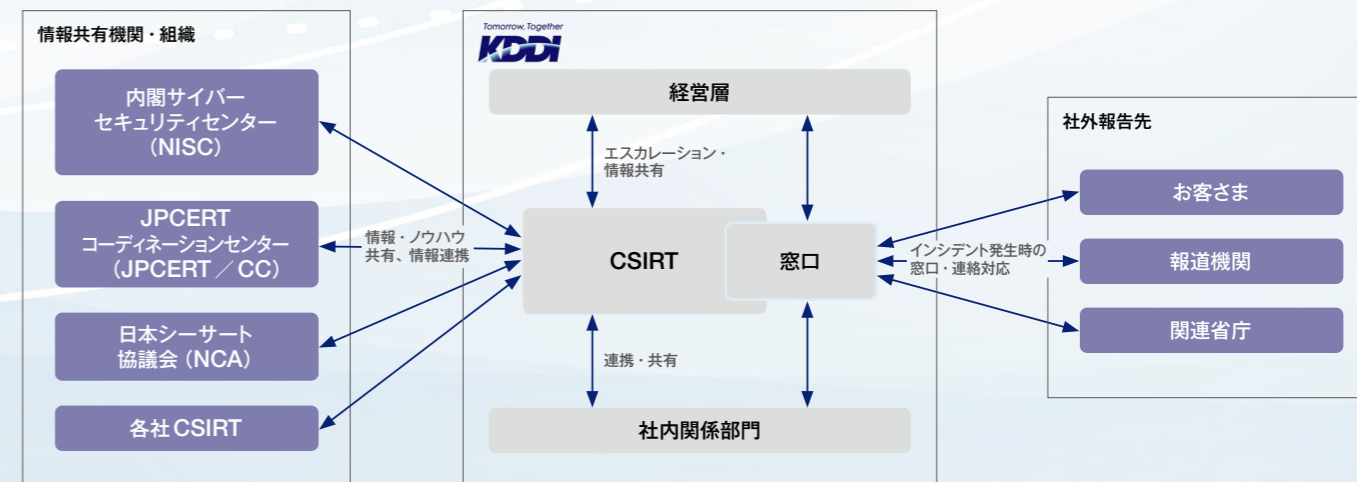 情報共有機関・組織
内閣サイバー
セキュリティセンター
（NISC）
JPCERT
コーディネーションセンター
（JPCERT／CC）
日本シーサート
協議会（NCA）
各社CSIRT
情報・ノウハウ
共有、情報連携
Tomorrow, Together
KDDI
経営層
エスカレーション・
情報共有
CSIRT
窓口
連携・共有
社内関係部門
インシデント発生時の
窓口・連絡対応
社外報告先
お客さま
報道機関
関連省庁